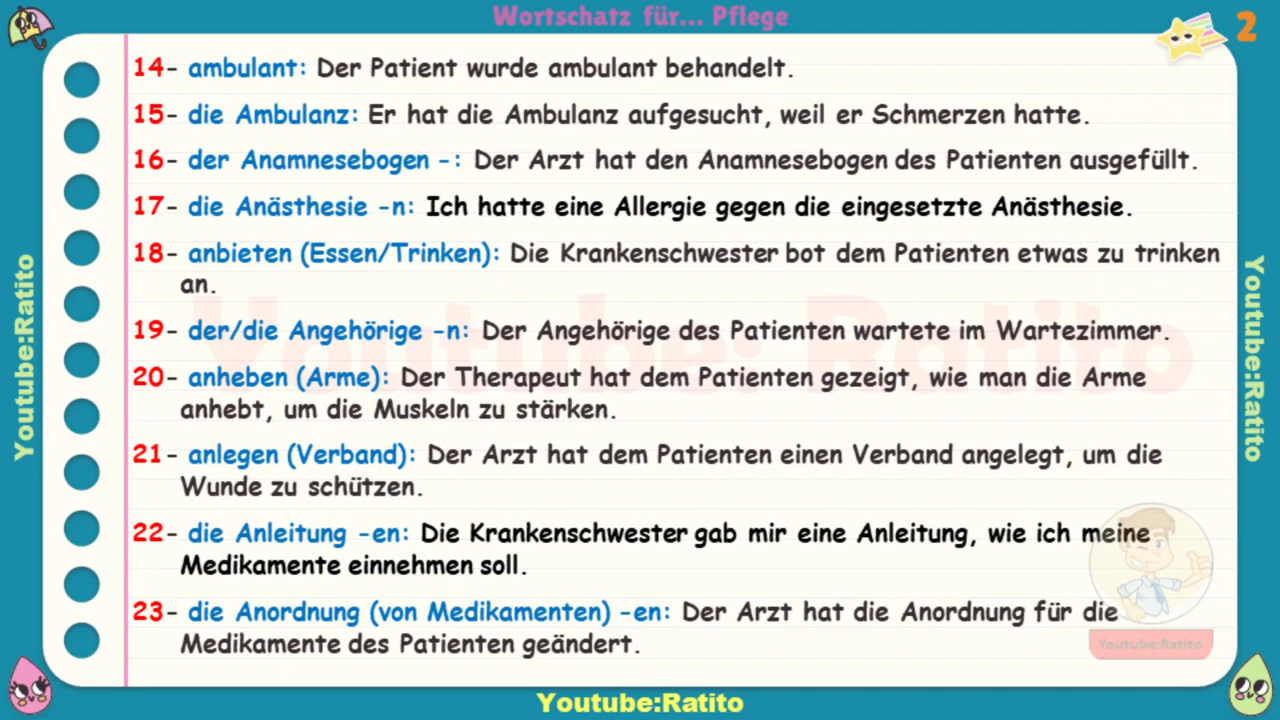 Wortschatz für... Pflege
2
14- ambulant: Der Patient wurde ambulant behandelt.
15- die Ambulanz: Er hat die Ambulanz aufgesucht, weil er Schmerzen hatte.
16- der Anamnesebogen -: Der Arzt hat den Anamnesebogen des Patienten ausgefüllt.
17- die Anästhesie -n: Ich hatte eine Allergie gegen die eingesetzte Anästhesie.
18- anbieten (Essen/Trinken): Die Krankenschwester bot dem Patienten etwas zu trinken
an.
19- der/die Angehörige -n: Der Angehörige des Patienten wartete im Wartezimmer.
20- anheben (Arme): Der Therapeut hat dem Patienten gezeigt, wie man die Arme
anhebt, um die Muskeln zu stärken.
21- anlegen (Verband): Der Arzt hat dem Patienten einen Verband angelegt, um die
Wunde zu schützen.
22- die Anleitung -en: Die Krankenschwester gab mir eine Anleitung, wie ich meine
Medikamente einnehmen soll.
23- die Anordnung (von Medikamenten) -en: Der Arzt hat die Anordnung für die
Medikamente des Patienten geändert.
Youtube:Ratito
Youtube:Ratito
Youtube: Ratito
Youtube:Ratito
Youtube:Ratito